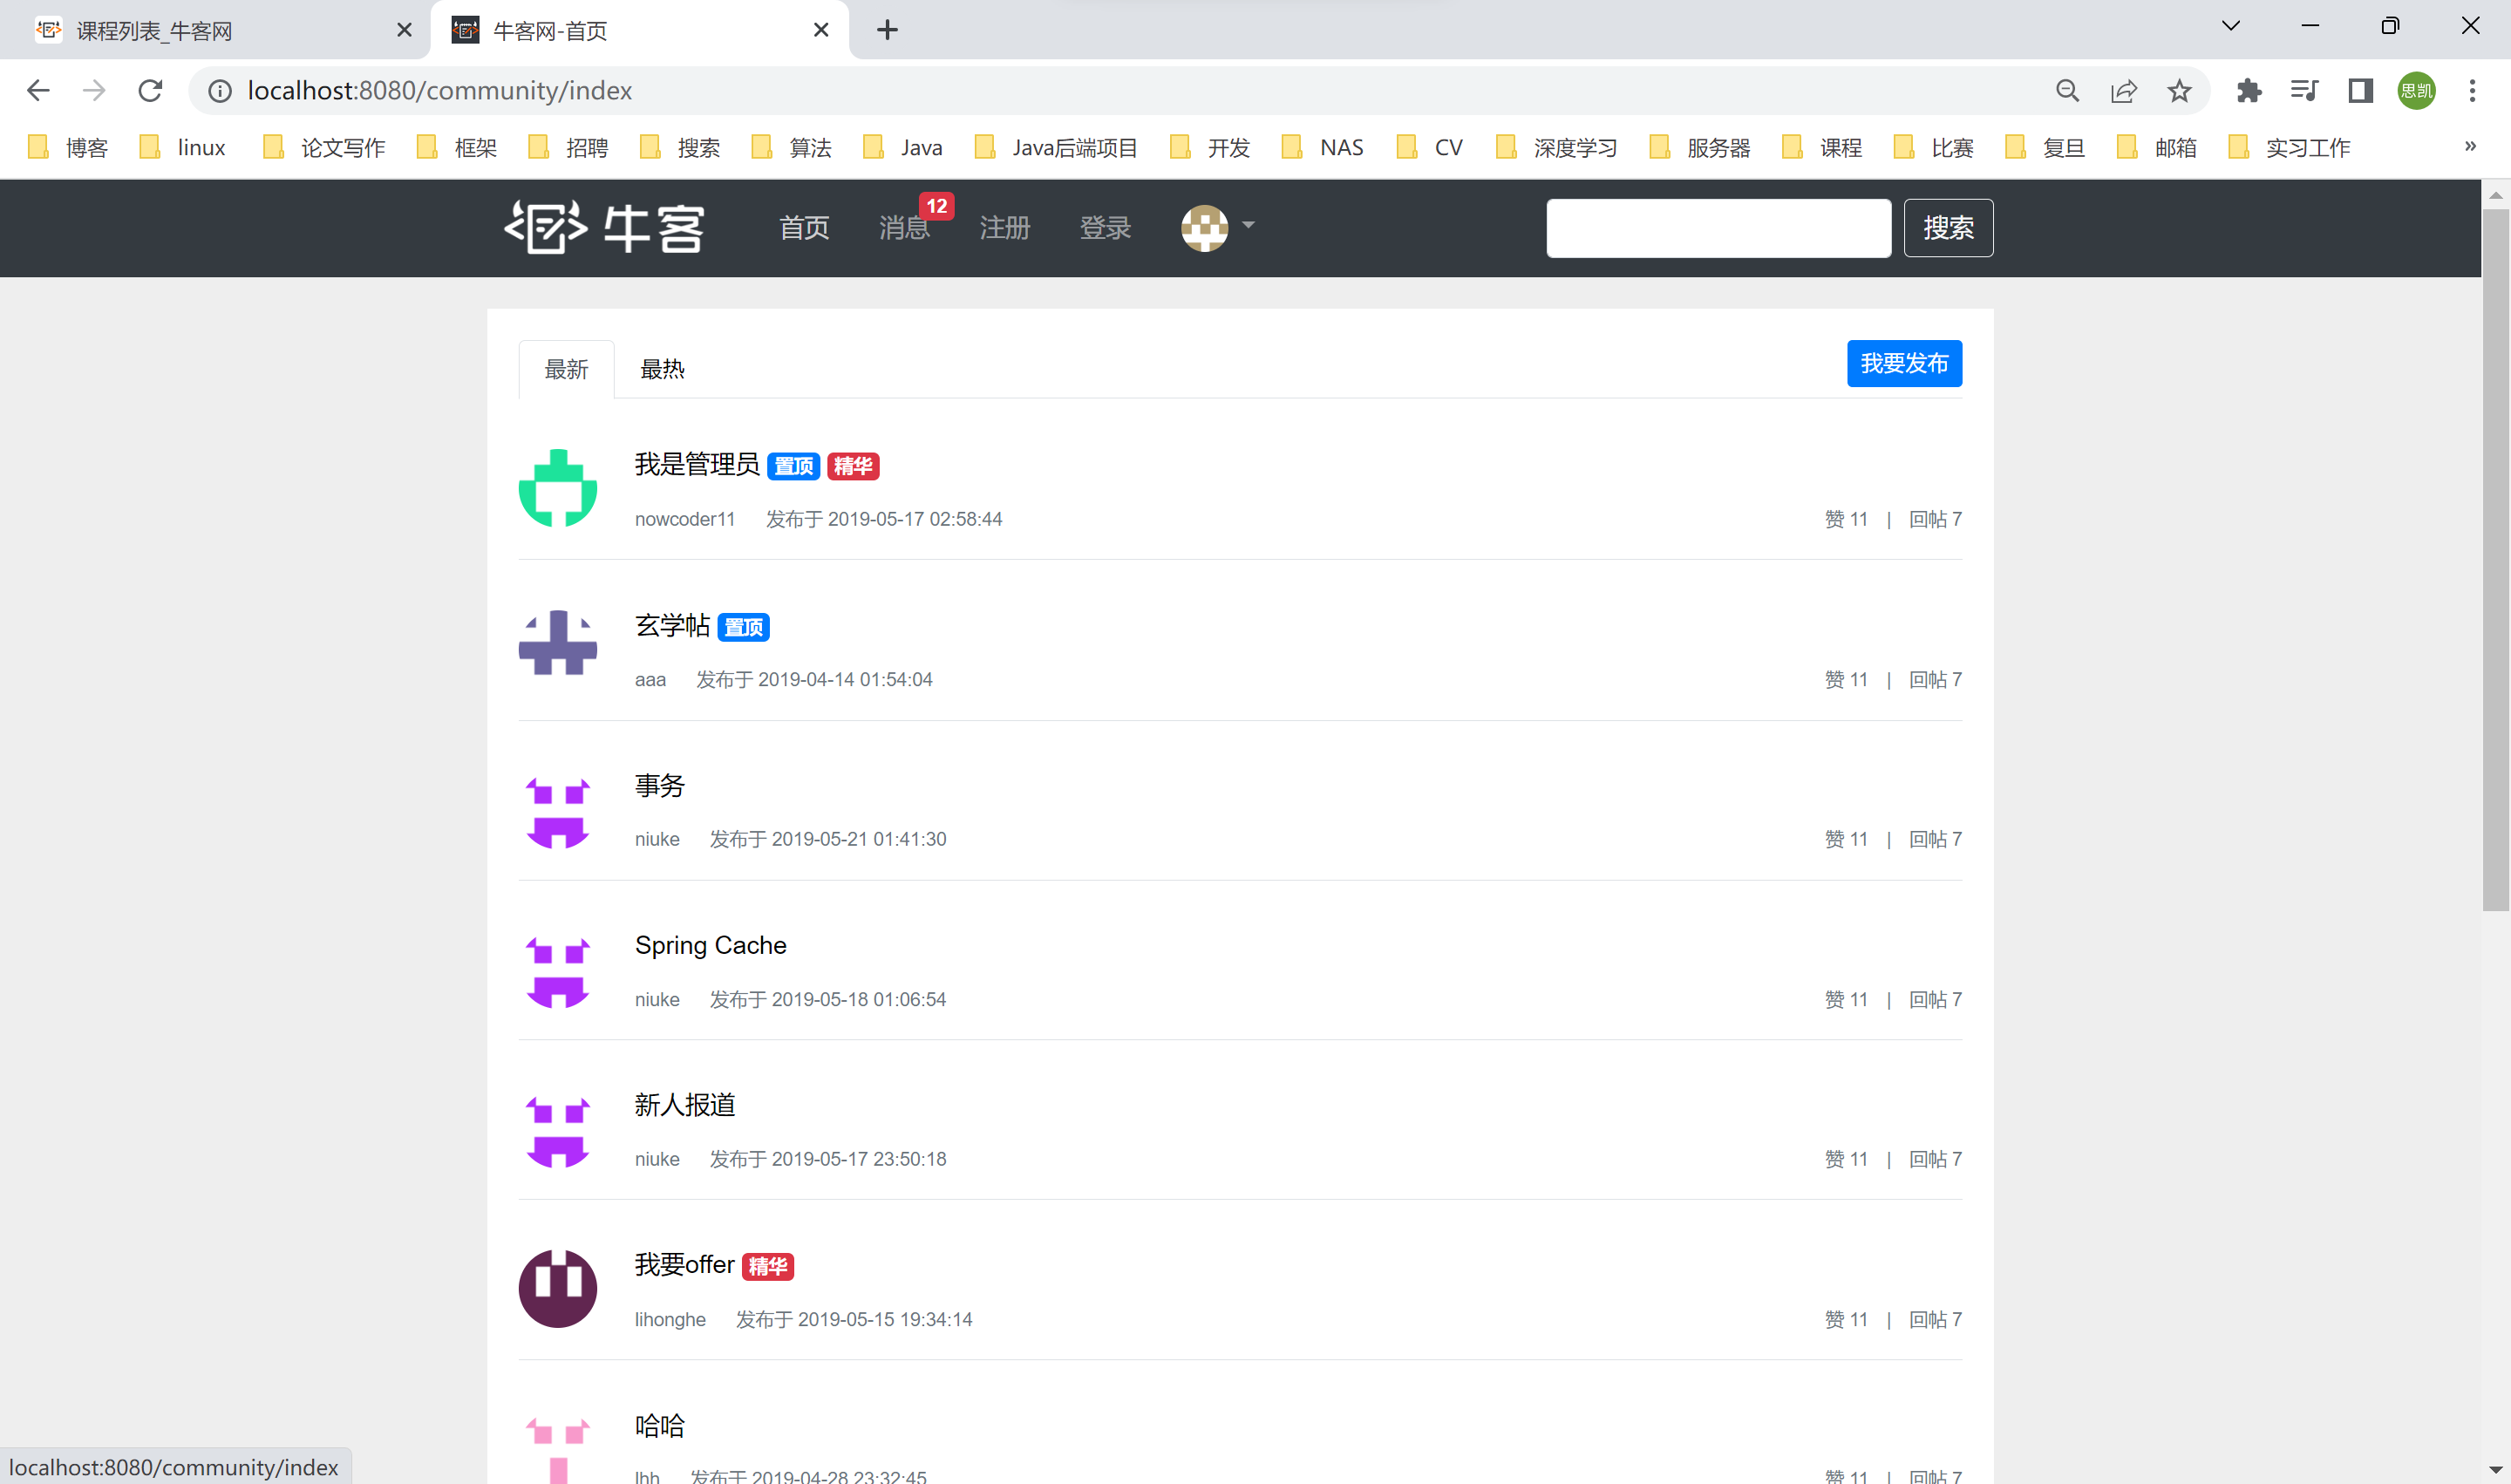 课程列表_牛客网
牛客网-首页
localhost:8080/community/index
思凯
博客 linux 论文写作 框架 招聘 搜索 算法 Java Java后端项目 开发 NAS CV 深度学习 服务器 课程 比赛 复旦 邮箱 实习工作 »
牛客 首页 消息 12 注册 登录 搜索
最新 最热 我要发布
我是管理员 置顶 精华
nowcoder11 发布于 2019-05-17 02:58:44 赞 11 | 回帖 7
玄学帖 置顶
aaa 发布于 2019-04-14 01:54:04 赞 11 | 回帖 7
事务
niuke 发布于 2019-05-21 01:41:30 赞 11 | 回帖 7
Spring Cache
niuke 发布于 2019-05-18 01:06:54 赞 11 | 回帖 7
新人报道
niuke 发布于 2019-05-17 23:50:18 赞 11 | 回帖 7
我要offer 精华
lihonghe 发布于 2019-05-15 19:34:14 赞 11 | 回帖 7
哈哈
lhh 发布于 2019-04-28 23:32:45 赞 11 | 回帖 7
localhost:8080/community/index